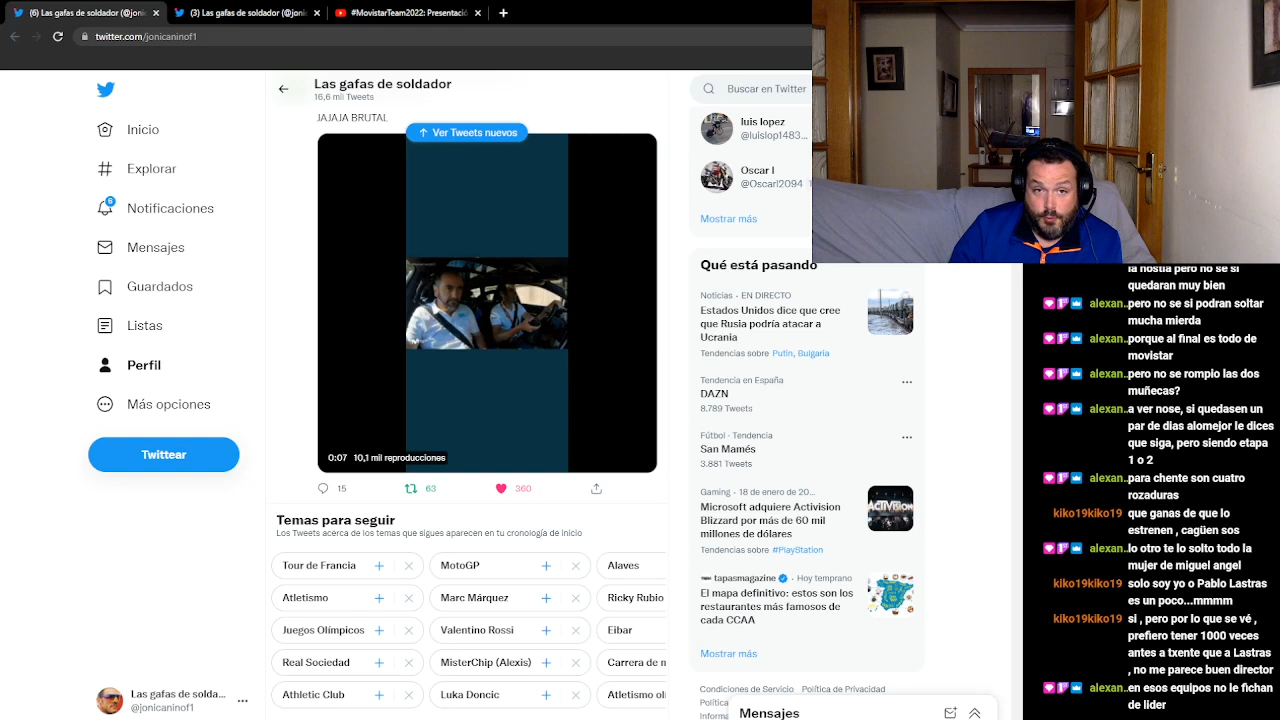 (6) Las gafas de soldador (@joni
(3) Las gafas de soldador (@joni
#MovistarTeam2022: Presentació
twitter.com/jonicaninof1
Las gafas de soldador
16,6 mil Tweets
JAJAJA BRUTAL
Ver Tweets nuevos
Inicio
Explorar
6
Notificaciones
Mensajes
Guardados
Listas
Perfil
Más opciones
Twittear
0:07 10,1 mil reproducciones
15
63
360
Temas para seguir
Los Tweets acerca de los temas que sigues aparecen en tu cronología de inicio
Tour de Francia
MotoGP
Alaves
Atletismo
Marc Márquez
Ricky Rubio
Juegos Olímpicos
Valentino Rossi
Eibar
Real Sociedad
MisterChip (Alexis)
Carrera de m
Athletic Club
Luka Doncic
Atletismo olí
Las gafas de solda...
@jonicaninof1
Buscar en Twitter
luis lopez
@luislop1483...
Oscar l
@Oscarl2094
Mostrar más
Qué está pasando
Noticias · EN DIRECTO
Estados Unidos dice que cree
que Rusia podría atacar a
Ucrania
Tendencias sobre Putin, Bulgaria
Tendencia en España
DAZN
8.789 Tweets
Fútbol · Tendencia
San Mamés
3.881 Tweets
Gaming · 18 de enero de 20...
Microsoft adquiere Activision
Blizzard por más de 60 mil
millones de dólares
ACTIVISION
Tendencias sobre #PlayStation
tapasmagazine · Hoy temprano
El mapa definitivo: estos son los
restaurantes más famosos de
cada CCAA
Mostrar más
Condiciones de Servicio Política de Privacidad
Política
Informa
Mensajes
la hostia pero no se si
quedaran muy bien
alexan.. pero no se si podran soltar
mucha mierda
alexan.. porque al final es todo de
movistar
alexan.. pero no se rompio las dos
muñecas?
alexan.. a ver nose, si quedasen un
par de dias alomejor le dices
que siga, pero siendo etapa
1 o 2
alexan.. para chente son cuatro
rozaduras
kiko19kiko19 que ganas de que lo
estrenen , cagüen sos
alexan.. lo otro te lo solto todo la
mujer de miguel angel
kiko19kiko19 solo soy yo o Pablo Lastras
es un poco...mmmm
kiko19kiko19 si , pero por lo que se vé ,
prefiero tener 1000 veces
antes a txente que a Lastras
, no me parece buen director
alexan.. en esos equipos no le fichan
de lider